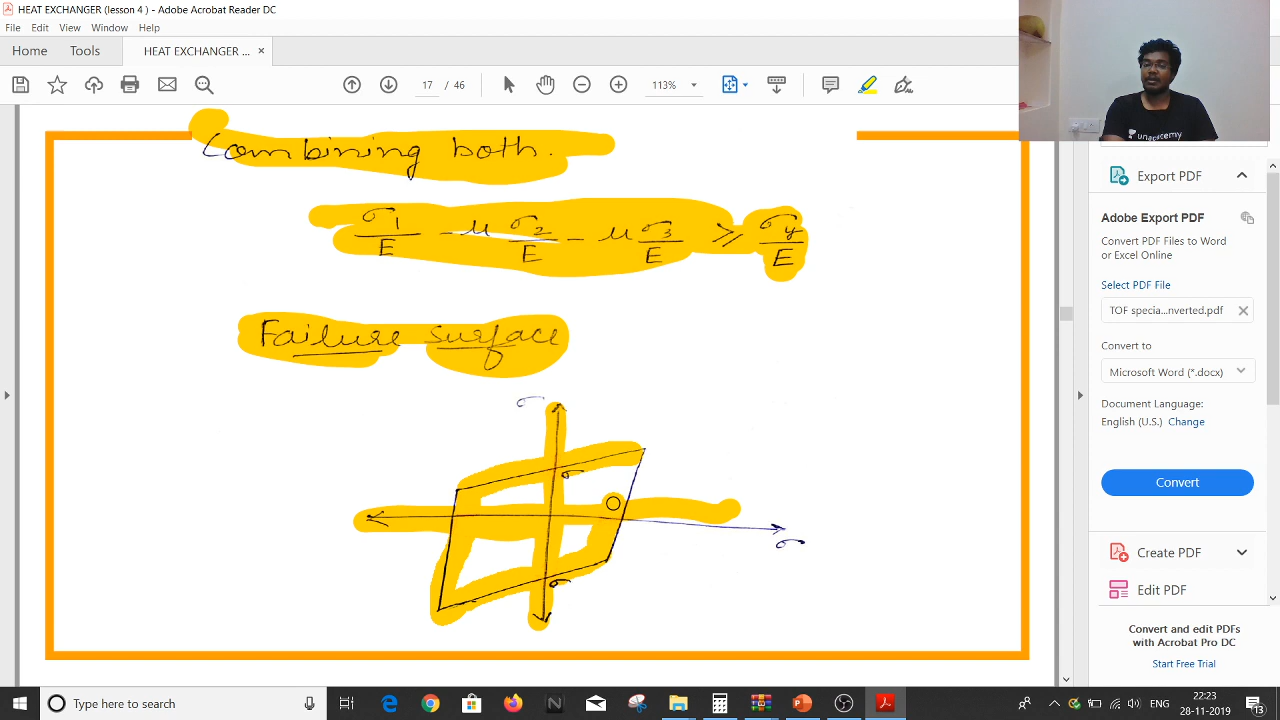 HEAT EXCHANGER (lesson 4 ) - Adobe Acrobat Reader DC
File Edit View Window Help
Home Tools HEAT EXCHANGER ... ×
17 / 46 113%
unacademy
Combining both.
σ1/E - μ σ2/E - μ σ3/E ≥ σy/E
Failure surface
σ
σ
σ
σ
Export PDF
Adobe Export PDF
Convert PDF Files to Word
or Excel Online
Select PDF File
TOF specia...nverted.pdf
Convert to
Microsoft Word (*.docx)
Document Language:
English (U.S.) Change
Convert
Create PDF
Edit PDF
Convert and edit PDFs
with Acrobat Pro DC
Start Free Trial
Type here to search
ENG
22:23
28-11-2019